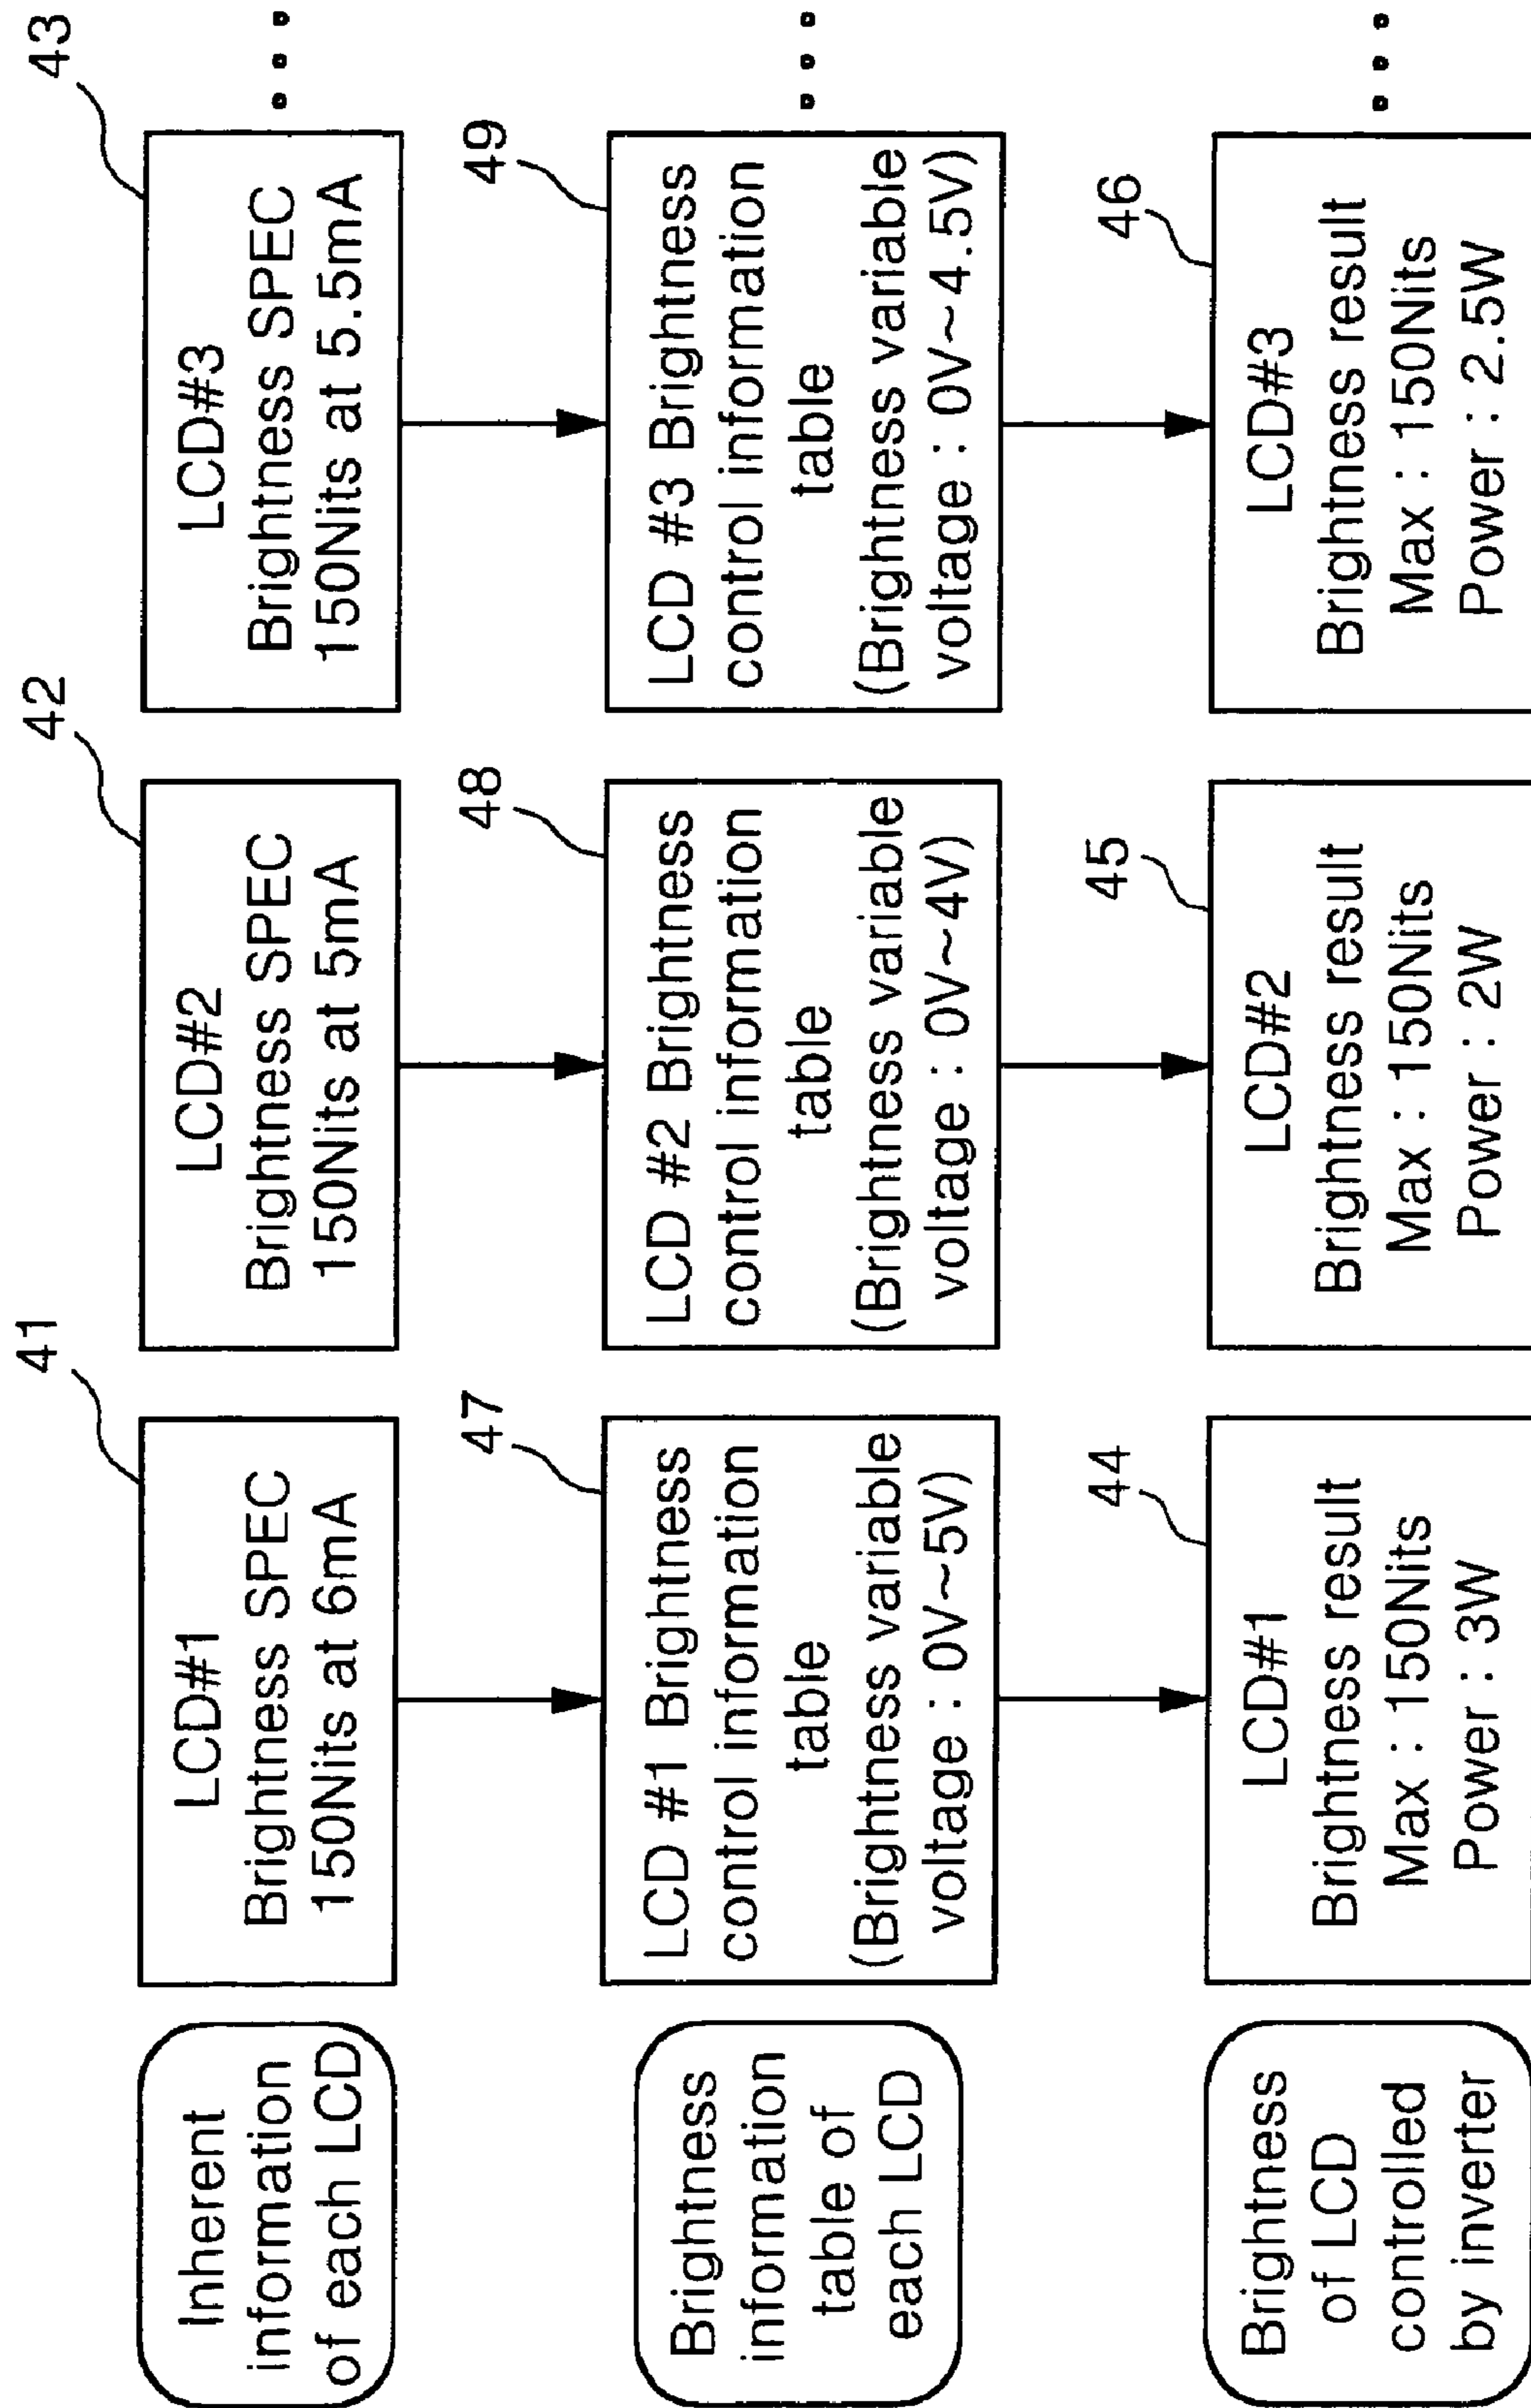 Inherent
information
of each LCD
41
LCD#1
Brightness SPEC
150Nits at 6mA
42
LCD#2
Brightness SPEC
150Nits at 5mA
43
LCD#3
Brightness SPEC
150Nits at 5.5mA
Brightness
information
table of
each LCD
47
LCD #1 Brightness
control information
table
(Brightness variable
voltage : 0V~5V)
48
LCD #2 Brightness
control information
table
(Brightness variable
voltage : 0V~4V)
49
LCD #3 Brightness
control information
table
(Brightness variable
voltage : 0V~4.5V)
Brightness
of LCD
controlled
by inverter
44
LCD#1
Brightness result
Max : 150Nits
Power : 3W
45
LCD#2
Brightness result
Max : 150Nits
Power : 2W
46
LCD#3
Brightness result
Max : 150Nits
Power : 2.5W